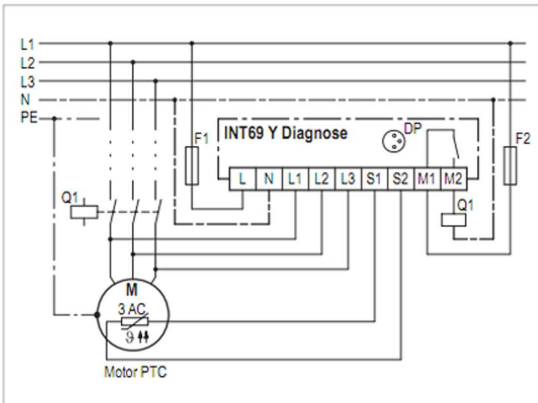 L1
L2
L3
N
PE
F1
INT69 Y Diagnose
DP
F2
L N L1 L2 L3 S1 S2 M1 M2
Q1
Q1
M
3 AC
ϑ
Motor PTC